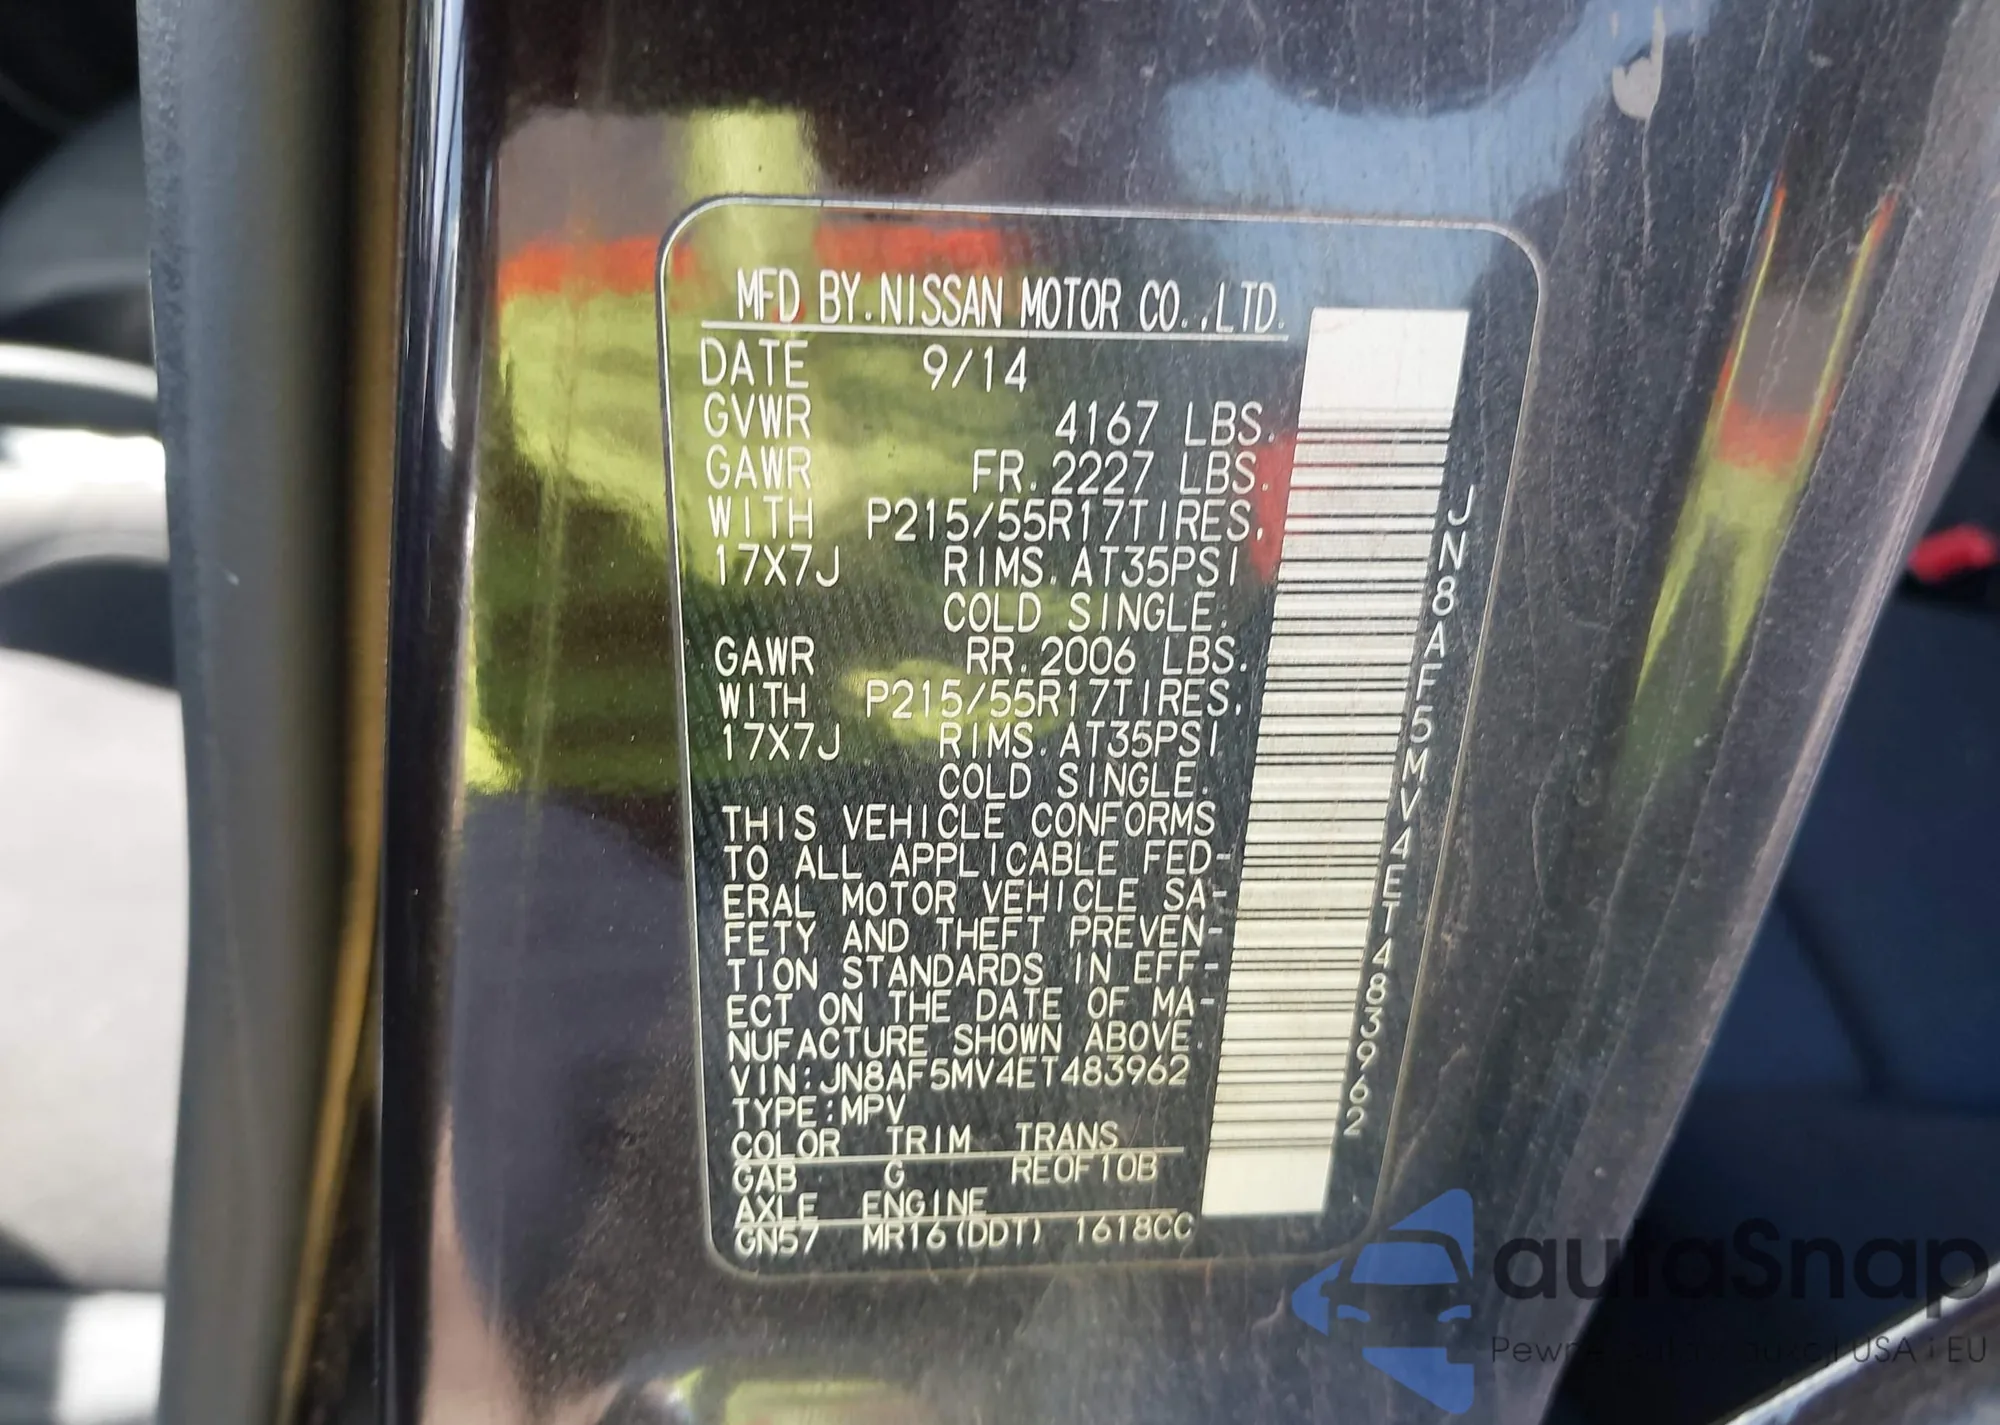 MFD BY.NISSAN MOTOR CO.,LTD.
DATE 9/14
GVWR 4167 LBS.
GAWR FR.2227 LBS.
WITH P215/55R17TIRES,
17X7J RIMS.AT35PSI
COLD SINGLE.
GAWR RR.2006 LBS.
WITH P215/55R17TIRES,
17X7J RIMS.AT35PSI
COLD SINGLE.
THIS VEHICLE CONFORMS
TO ALL APPLICABLE FED-
ERAL MOTOR VEHICLE SA-
FETY AND THEFT PREVEN-
TION STANDARDS IN EFF-
ECT ON THE DATE OF MA-
NUFACTURE SHOWN ABOVE.
VIN:JN8AF5MV4ET483962
TYPE:MPV
COLOR TRIM TRANS
GAB G RE0F10B
AXLE ENGINE
GN57 MR16(DDT) 1618CC
JN8AF5MV4ET483962
autaSnap
USA i EU